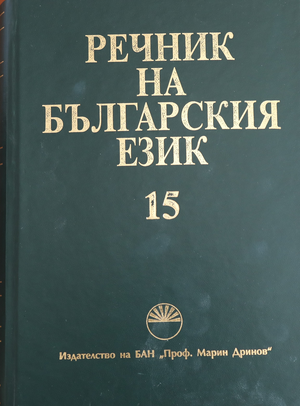 РЕЧНИК
НА
БЪЛГАРСКИЯ
ЕЗИК
15
Издателство на БАН „Проф. Марин Дринов“